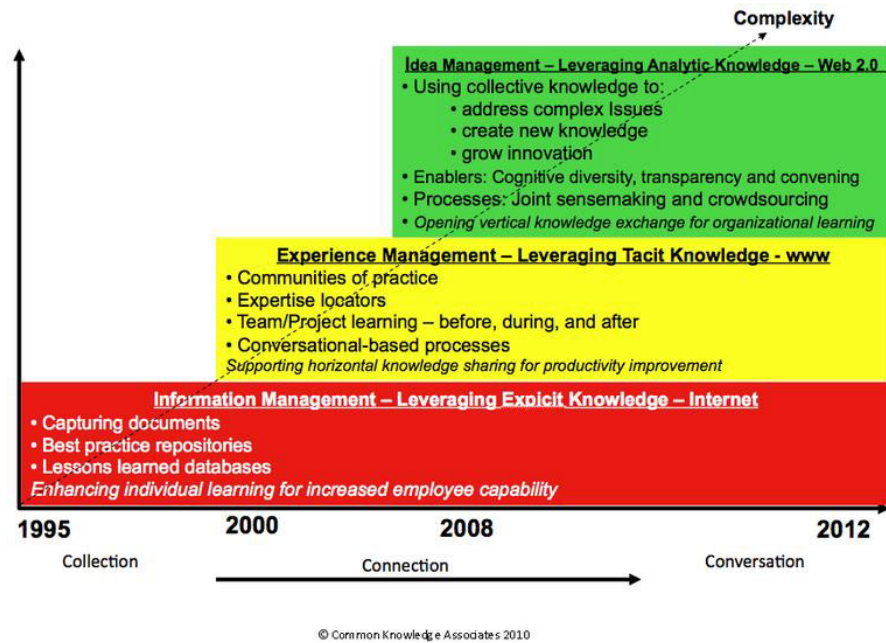 Complexity
Idea Management – Leveraging Analytic Knowledge – Web 2.0
• Using collective knowledge to:
• address complex Issues
• create new knowledge
• grow innovation
• Enablers: Cognitive diversity, transparency and convening
• Processes: Joint sensemaking and crowdsourcing
• Opening vertical knowledge exchange for organizational learning
Experience Management – Leveraging Tacit Knowledge - www
• Communities of practice
• Expertise locators
• Team/Project learning – before, during, and after
• Conversational-based processes
Supporting horizontal knowledge sharing for productivity improvement
Information Management – Leveraging Expicit Knowledge – Internet
• Capturing documents
• Best practice repositories
• Lessons learned databases
Enhancing individual learning for increased employee capability
1995 2000 2008 2012
Collection Connection Conversation
© Common Knowledge Associates 2010